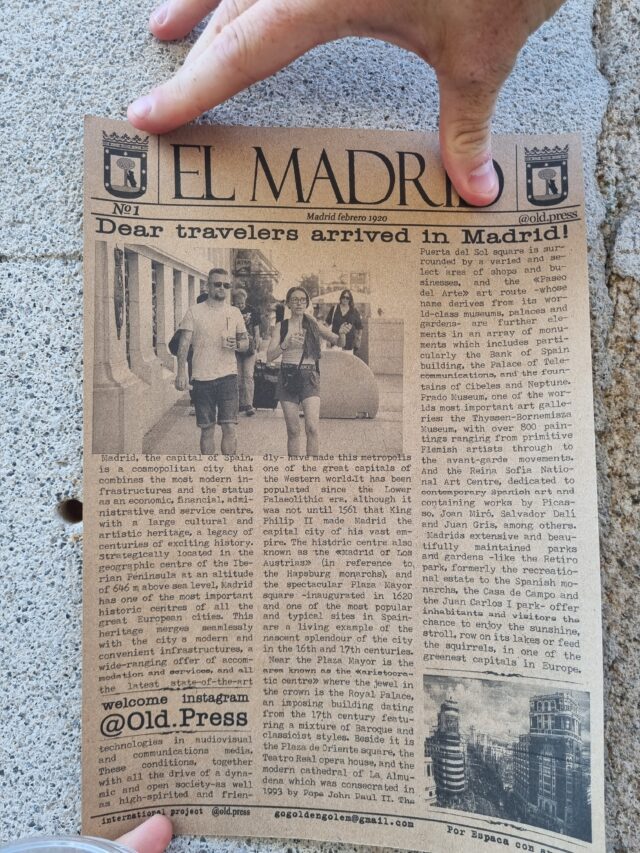 EL MADRID
Nº1
Madrid febrero 1920
@old.press
Dear travelers arrived in Madrid!
Madrid, the capital of Spain,
is a cosmopolitan city that
combines the most modern in-
frastructures and the status
as an economic, financial, admi-
nistrative and service centre,
with a large cultural and
artistic heritage, a legacy of
centuries of exciting history.
Strategically located in the
geographic centre of the Ibe-
rian Peninsula at an altitude
of 646 m above sea level, Madrid
has one of the most important
historic centres of all the
great European cities. This
heritage merges seamlessly
with the city's modern and
convenient infrastructures, a
wide-ranging offer of accom-
modation and services, and all
the latest state-of-the-art
welcome instagram
@Old.Press
technologies in audiovisual
and communications media.
These conditions, together
with all the drive of a dyna-
mic and open society-as well
as high-spirited and frien-
dly- have made this metropolis
one of the great capitals of
the Western world.It has been
populated since the Lower
Palaeolithic era, although it
was not until 1561 that King
Philip II made Madrid the
capital city of his vast em-
pire. The historic centre also
known as the «Madrid of Los
Austrias» (in reference to
the Hapsburg monarchs), and
the spectacular Plaza Mayor
square -inaugurated in 1620
and one of the most popular
and typical sites in Spain-
are a living example of the
nascent splendour of the city
in the 16th and 17th centuries.
Near the Plaza Mayor is the
area known as the «aristocra-
tic centre» where the jewel in
the crown is the Royal Palace,
an imposing building dating
from the 17th century featu-
ring a mixture of Baroque and
classicist styles. Beside it is
the Plaza de Oriente square, the
Teatro Real opera house, and the
modern cathedral of La Almu-
dena which was consecrated in
1993 by Pope John Paul II. The
Puerta del Sol square is sur-
rounded by a varied and se-
lect area of shops and bu-
sinesses, and the «Paseo
del Arte» art route -whose
name derives from its wor-
ld-class museums, palaces and
gardens- are further ele-
ments in an array of monu-
ments which includes parti-
cularly the Bank of Spain
building, the Palace of Tele-
communications, and the foun-
tains of Cibeles and Neptune.
Prado Museum, one of the wor-
lds most important art galle-
ries: the Thyssen-Bornemisza
Museum, with over 800 pain-
tings ranging from primitive
Flemish artists through to
the avant-garde movements.
And the Reina Sofia Natio-
nal Art Centre, dedicated to
contemporary Spanish art and
containing works by Picas-
so, Joan Miró, Salvador Dalí
and Juan Gris, among others.
Madrids extensive and beau-
tifully maintained parks
and gardens -like the Retiro
park, formerly the recreatio-
nal estate to the Spanish mo-
narchs, the Casa de Campo and
the Juan Carlos I park- offer
inhabitants and visitors the
chance to enjoy the sunshine,
stroll, row on its lakes or feed
the squirrels, in one of the
greenest capitals in Europe.
international project @old.press
gogoldengolem@gmail.com
Por Espaca con